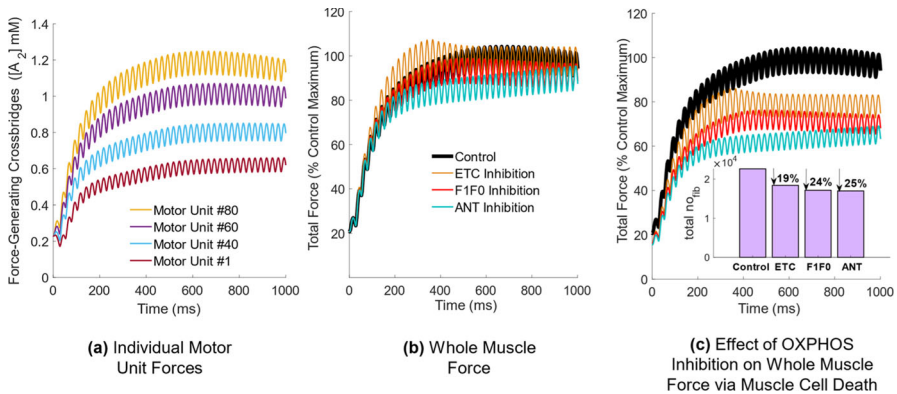 Force-Generating Crossbridges ([A_2] mM)
1.4
1.2
1
0.8
0.6
0.4
0.2
0
Motor Unit #80
Motor Unit #60
Motor Unit #40
Motor Unit #1
0 200 400 600 800 1000
Time (ms)
(a) Individual Motor
Unit Forces
Total Force (% Control Maximum)
120
100
80
60
40
20
0
Control
ETC Inhibition
F1F0 Inhibition
ANT Inhibition
0 200 400 600 800 1000
Time (ms)
(b) Whole Muscle
Force
Total Force (% Control Maximum)
120
100
80
60
40
20
0
×10^4
total no_fib
2
1
0
19%
24%
25%
Control ETC F1F0 ANT
0 200 400 600 800 1000
Time (ms)
(c) Effect of OXPHOS
Inhibition on Whole Muscle
Force via Muscle Cell Death